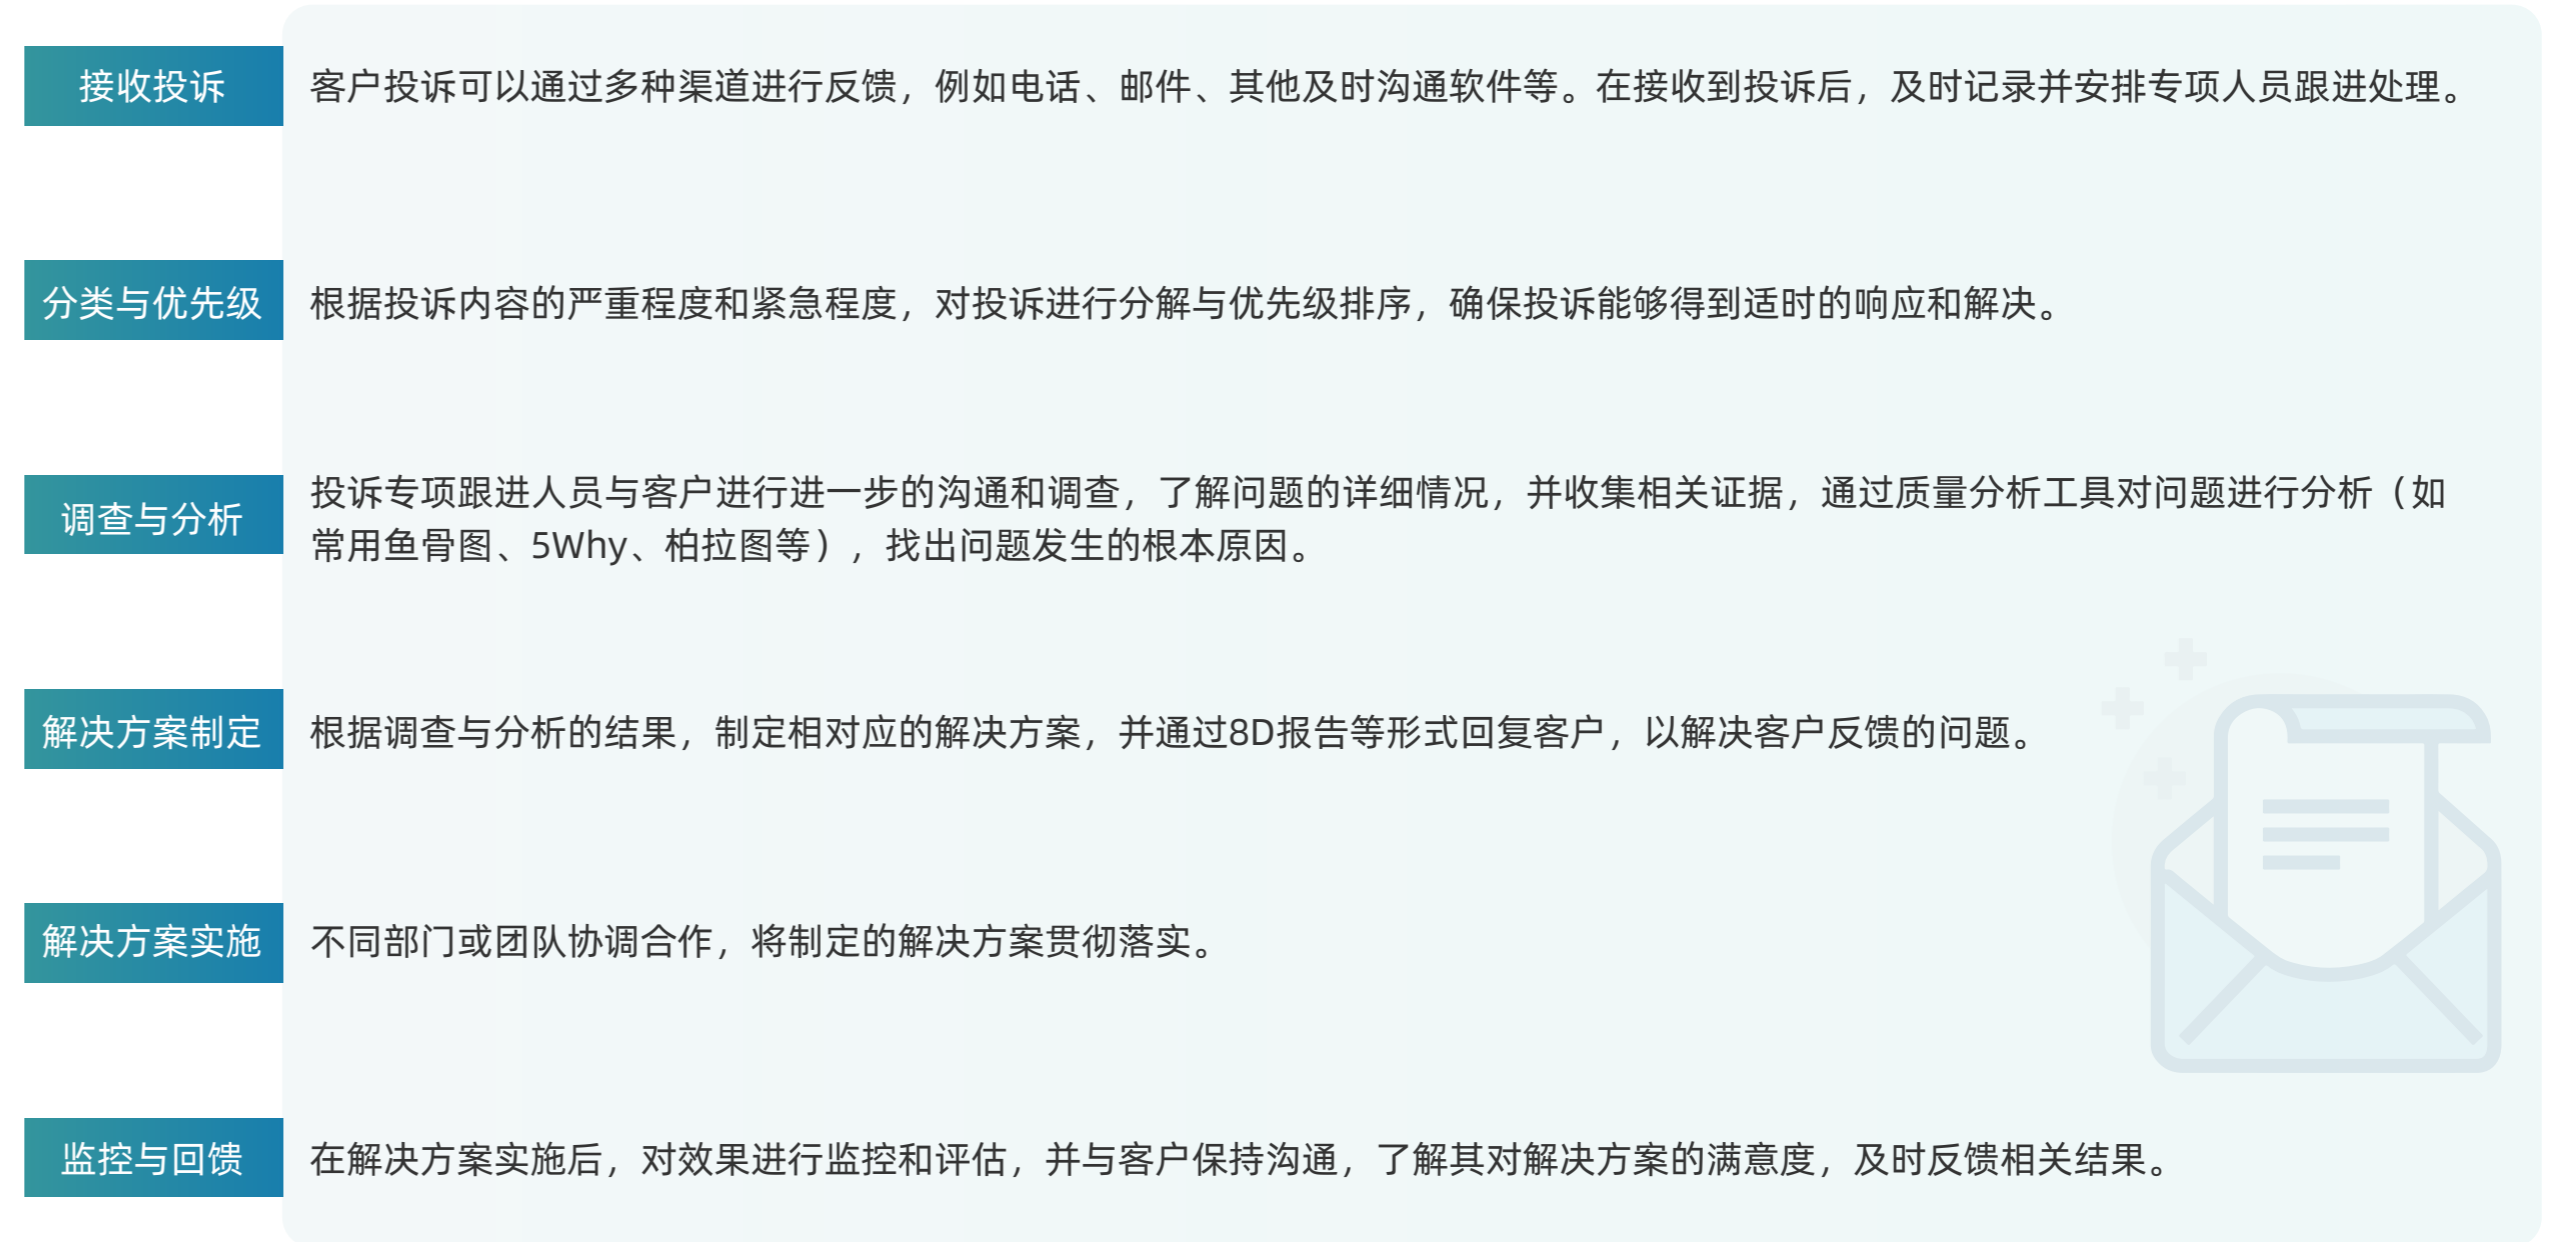 接收投诉
客户投诉可以通过多种渠道进行反馈，例如电话、邮件、其他及时沟通软件等。在接收到投诉后，及时记录并安排专项人员跟进处理。
分类与优先级
根据投诉内容的严重程度和紧急程度，对投诉进行分解与优先级排序，确保投诉能够得到适时的响应和解决。
调查与分析
投诉专项跟进人员与客户进行进一步的沟通和调查，了解问题的详细情况，并收集相关证据，通过质量分析工具对问题进行分析（如
常用鱼骨图、5Why、柏拉图等），找出问题发生的根本原因。
解决方案制定
根据调查与分析的结果，制定相对应的解决方案，并通过8D报告等形式回复客户，以解决客户反馈的问题。
解决方案实施
不同部门或团队协调合作，将制定的解决方案贯彻落实。
监控与回馈
在解决方案实施后，对效果进行监控和评估，并与客户保持沟通，了解其对解决方案的满意度，及时反馈相关结果。